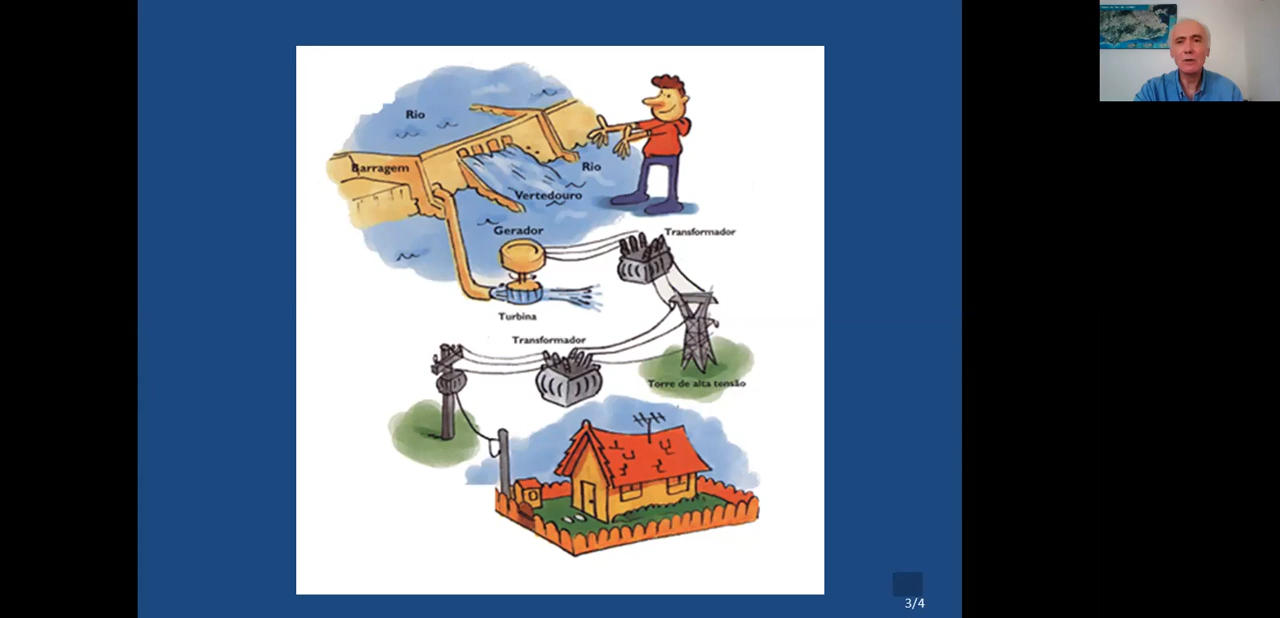 Rio
Barragem
Rio
Vertedouro
Gerador
Transformador
Turbina
Transformador
Torre de alta tensão
3/4